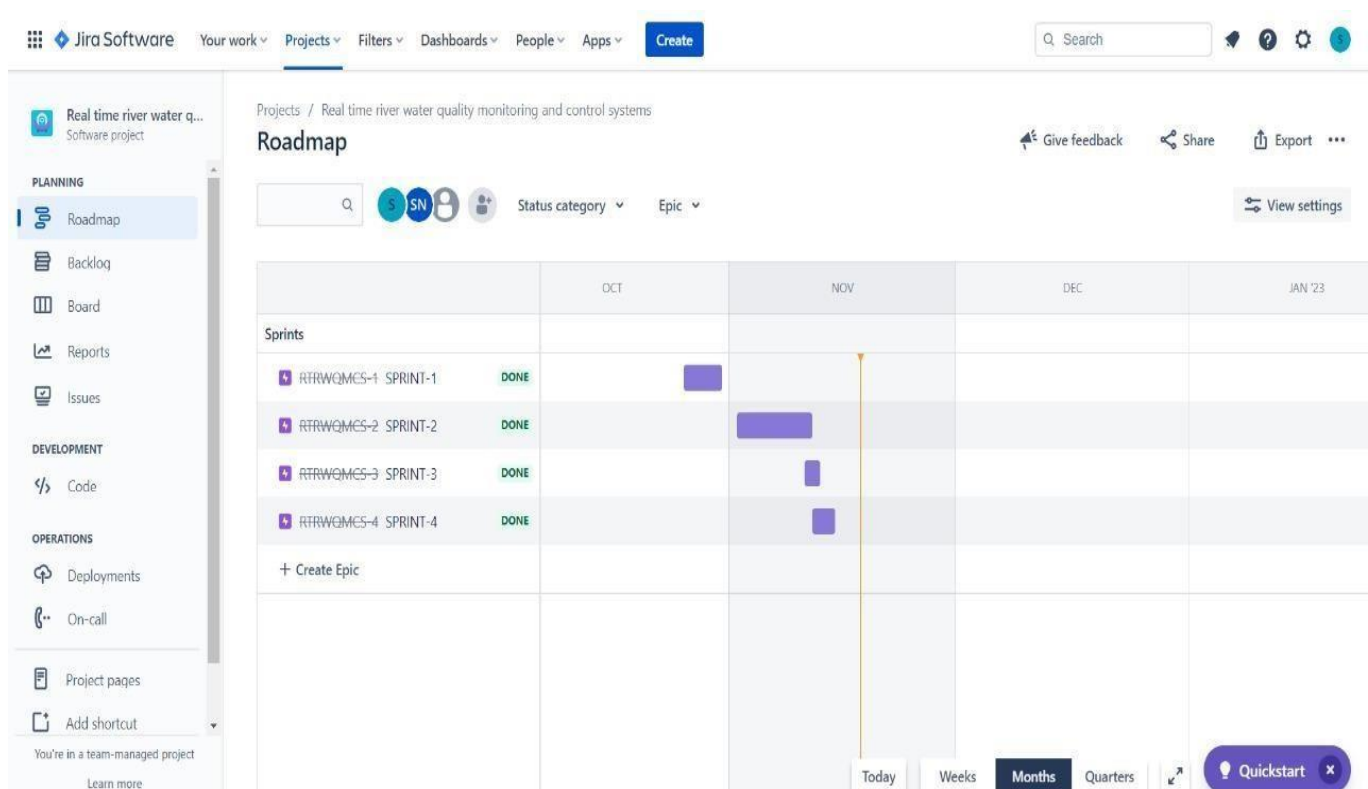 Jira Software Your work Projects Filters Dashboards People Apps Create Search S
Real time river water q...
Software project
Projects / Real time river water quality monitoring and control systems
Roadmap
Give feedback Share Export
PLANNING
Roadmap
Backlog
Board
Reports
Issues
DEVELOPMENT
Code
OPERATIONS
Deployments
On-call
Project pages
Add shortcut
You're in a team-managed project
Learn more
S SN Status category Epic View settings
OCT NOV DEC JAN '23
Sprints
RTRWQMCS-1 SPRINT-1 DONE
RTRWQMCS-2 SPRINT-2 DONE
RTRWQMCS-3 SPRINT-3 DONE
RTRWQMCS-4 SPRINT-4 DONE
+ Create Epic
Today Weeks Months Quarters Quickstart x